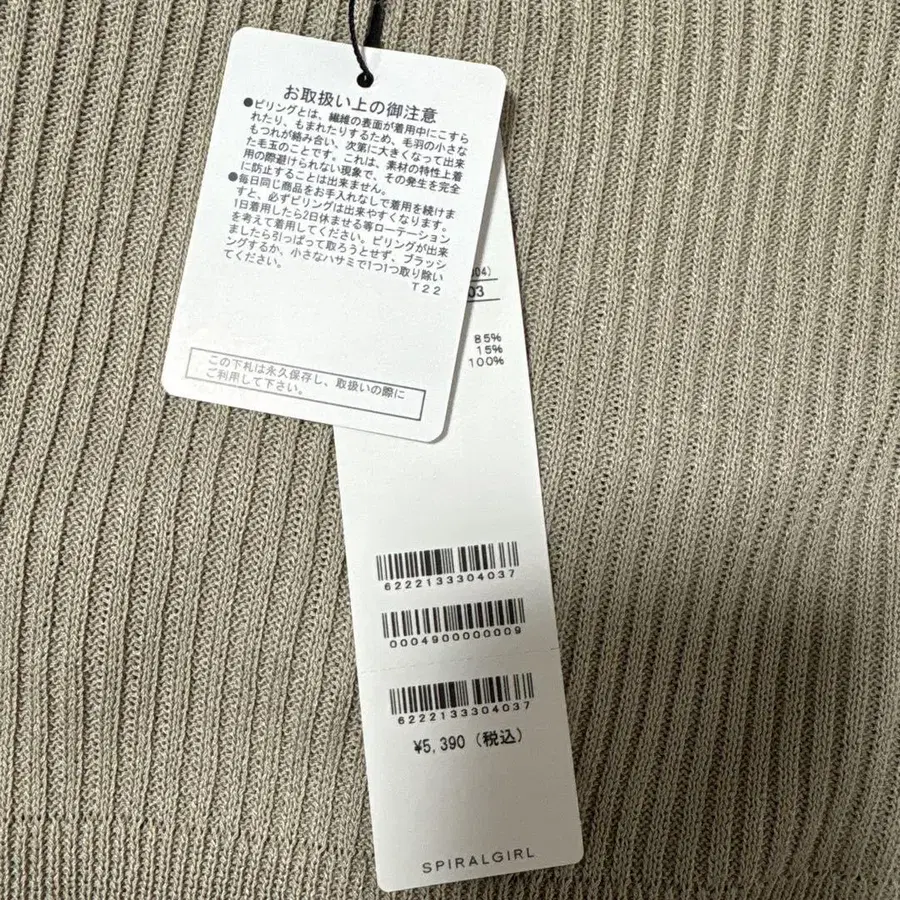 お取扱い上の御注意
●ピリングとは、繊維の表面が着用中にこすら
れたり、もまれたりするため、毛羽の小さな
もつれが絡み合い、次第に大きくなって出来
た毛玉のことです。これは、素材の特性上着
用の際避けられない現象で、その発生を完全
に防止することは出来ません。
●毎日同じ商品をお手入れなしで着用を続けま
すと、必ずピリングは出来やすくなります。
1日着用したら2日休ませる等ローテーション
を考えて着用してください。ピリングが出来
ましたら引っぱって取ろうとせず、ブラッシ
ングするか、小さなハサミで1つ1つ取り除い
てください。
T22
この下札は永久保存し、取扱いの際に
ご利用して下さい。
04)
03
85%
15%
100%
6222133304037
0004900000009
6222133304037
¥5,390 (税込)
SPIRALGIRL